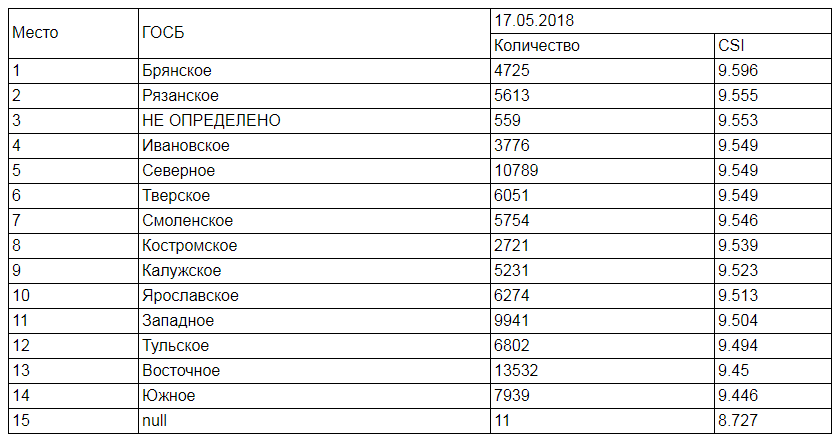 Место ГОСБ 17.05.2018
Количество CSI
1 Брянское 4725 9.596
2 Рязанское 5613 9.555
3 НЕ ОПРЕДЕЛЕНО 559 9.553
4 Ивановское 3776 9.549
5 Северное 10789 9.549
6 Тверское 6051 9.549
7 Смоленское 5754 9.546
8 Костромское 2721 9.539
9 Калужское 5231 9.523
10 Ярославское 6274 9.513
11 Западное 9941 9.504
12 Тульское 6802 9.494
13 Восточное 13532 9.45
14 Южное 7939 9.446
15 null 11 8.727